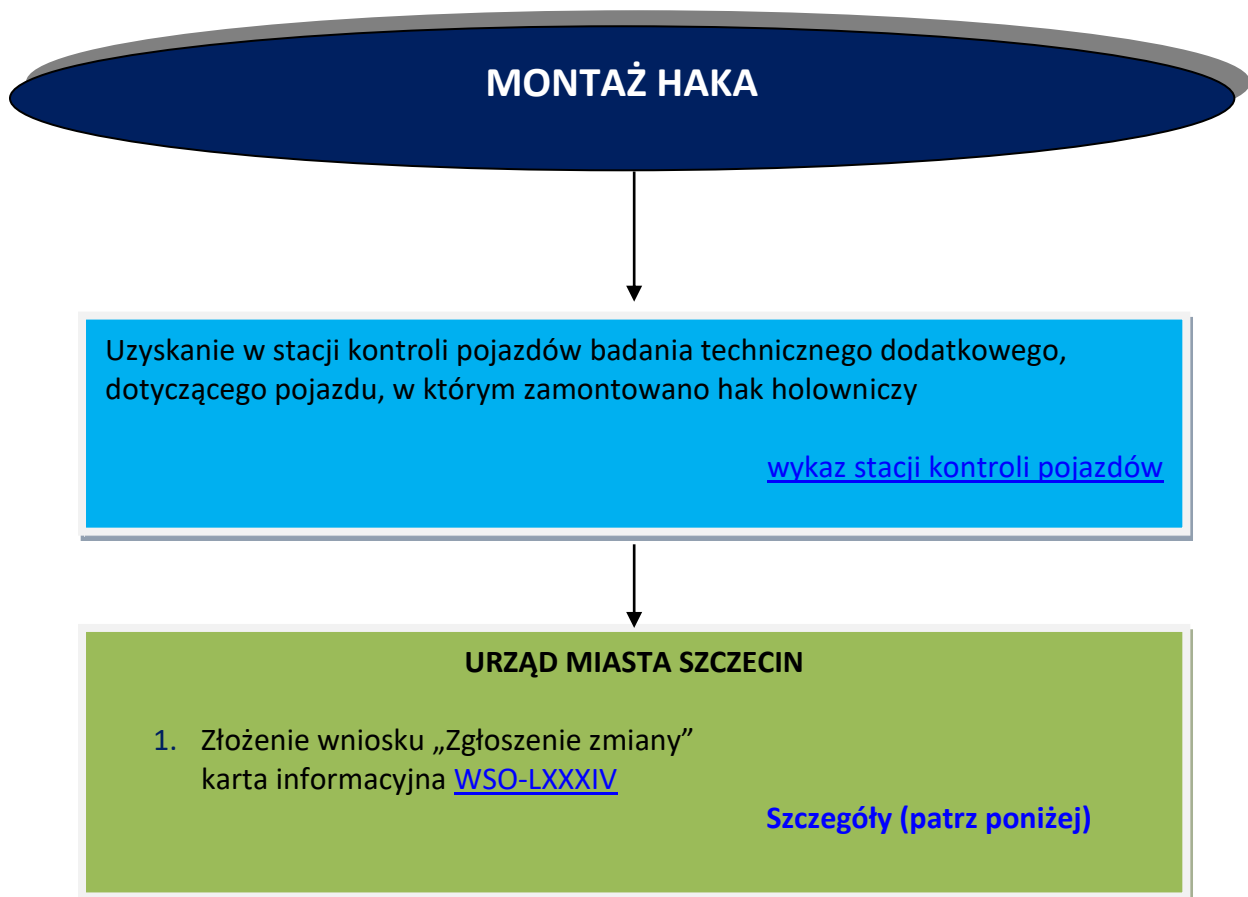 MONTAŻ HAKA
Uzyskanie w stacji kontroli pojazdów badania technicznego dodatkowego,
dotyczącego pojazdu, w którym zamontowano hak holowniczy
wykaz stacji kontroli pojazdów
URZĄD MIASTA SZCZECIN
1. Złożenie wniosku „Zgłoszenie zmiany”
karta informacyjna WSO-LXXXIV
Szczegóły (patrz poniżej)